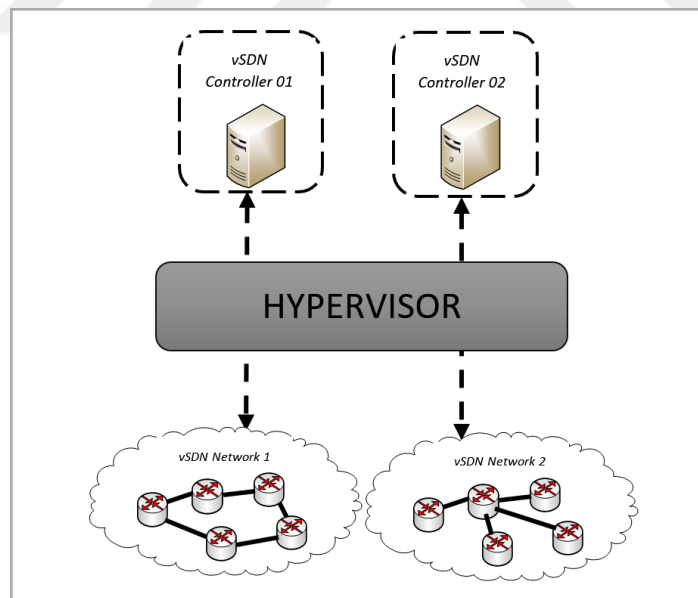 vSDN
Controller 01
vSDN
Controller 02
HYPERVISOR
vSDN Network 1
vSDN Network 2